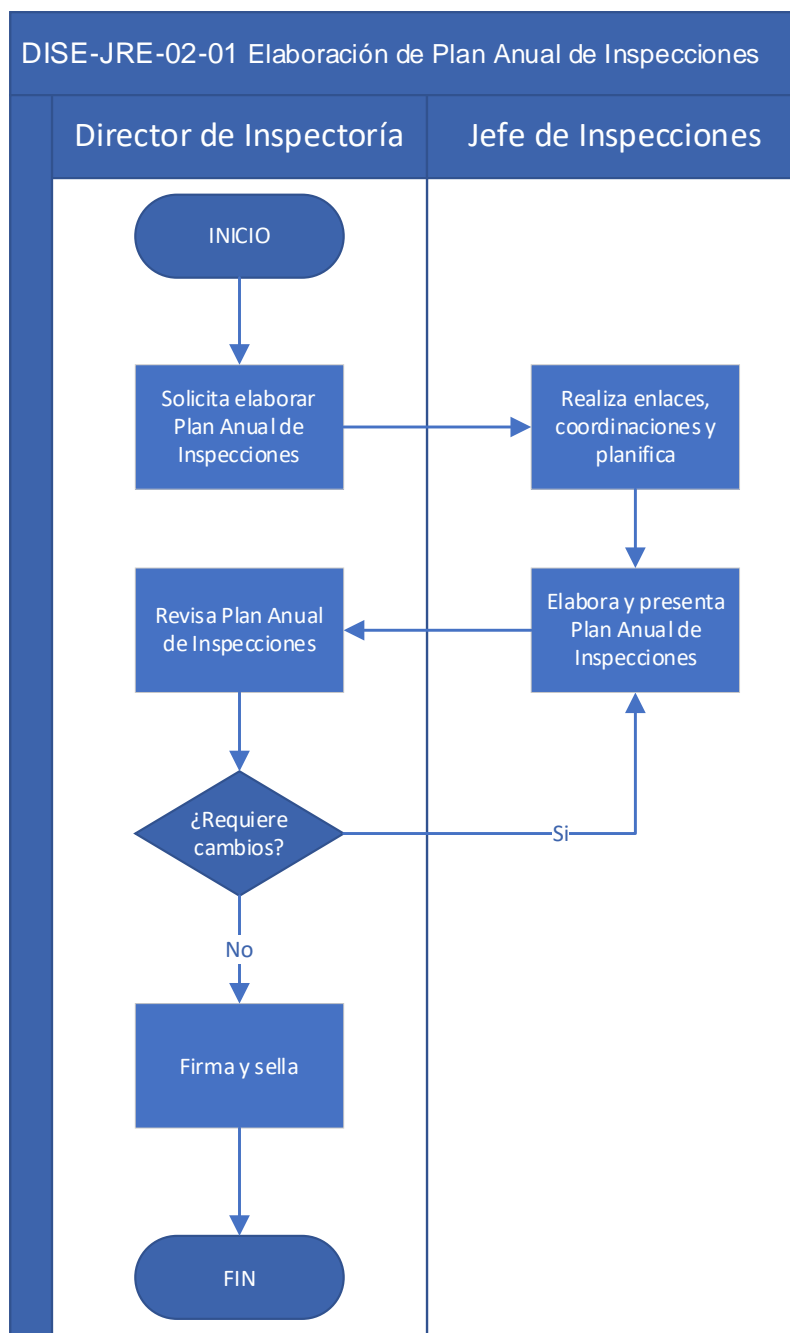 DISE-JRE-02-01 Elaboración de Plan Anual de Inspecciones
Director de Inspectoría
Jefe de Inspecciones
INICIO
Solicita elaborar
Plan Anual de
Inspecciones
Realiza enlaces,
coordinaciones y
planifica
Revisa Plan Anual
de Inspecciones
Elabora y presenta
Plan Anual de
Inspecciones
¿Requiere
cambios?
Si
No
Firma y sella
FIN